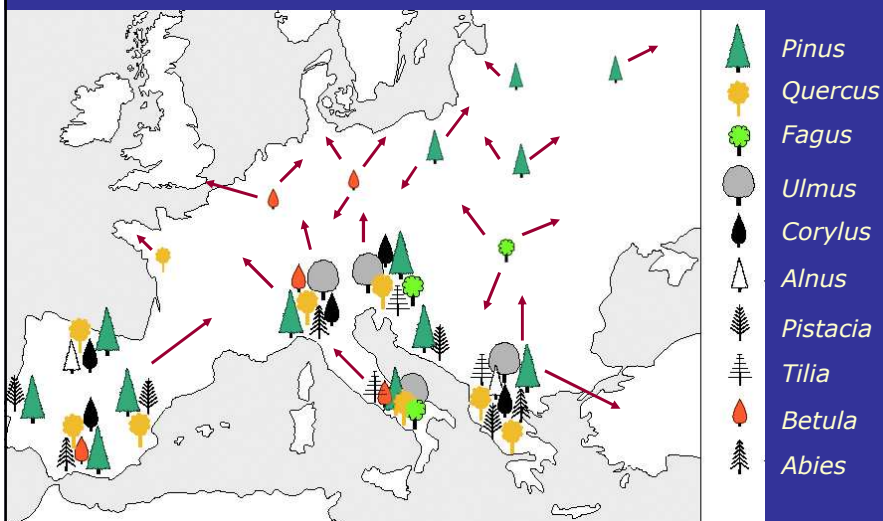 Pinus
Quercus
Fagus
Ulmus
Corylus
Alnus
Pistacia
Tilia
Betula
Abies